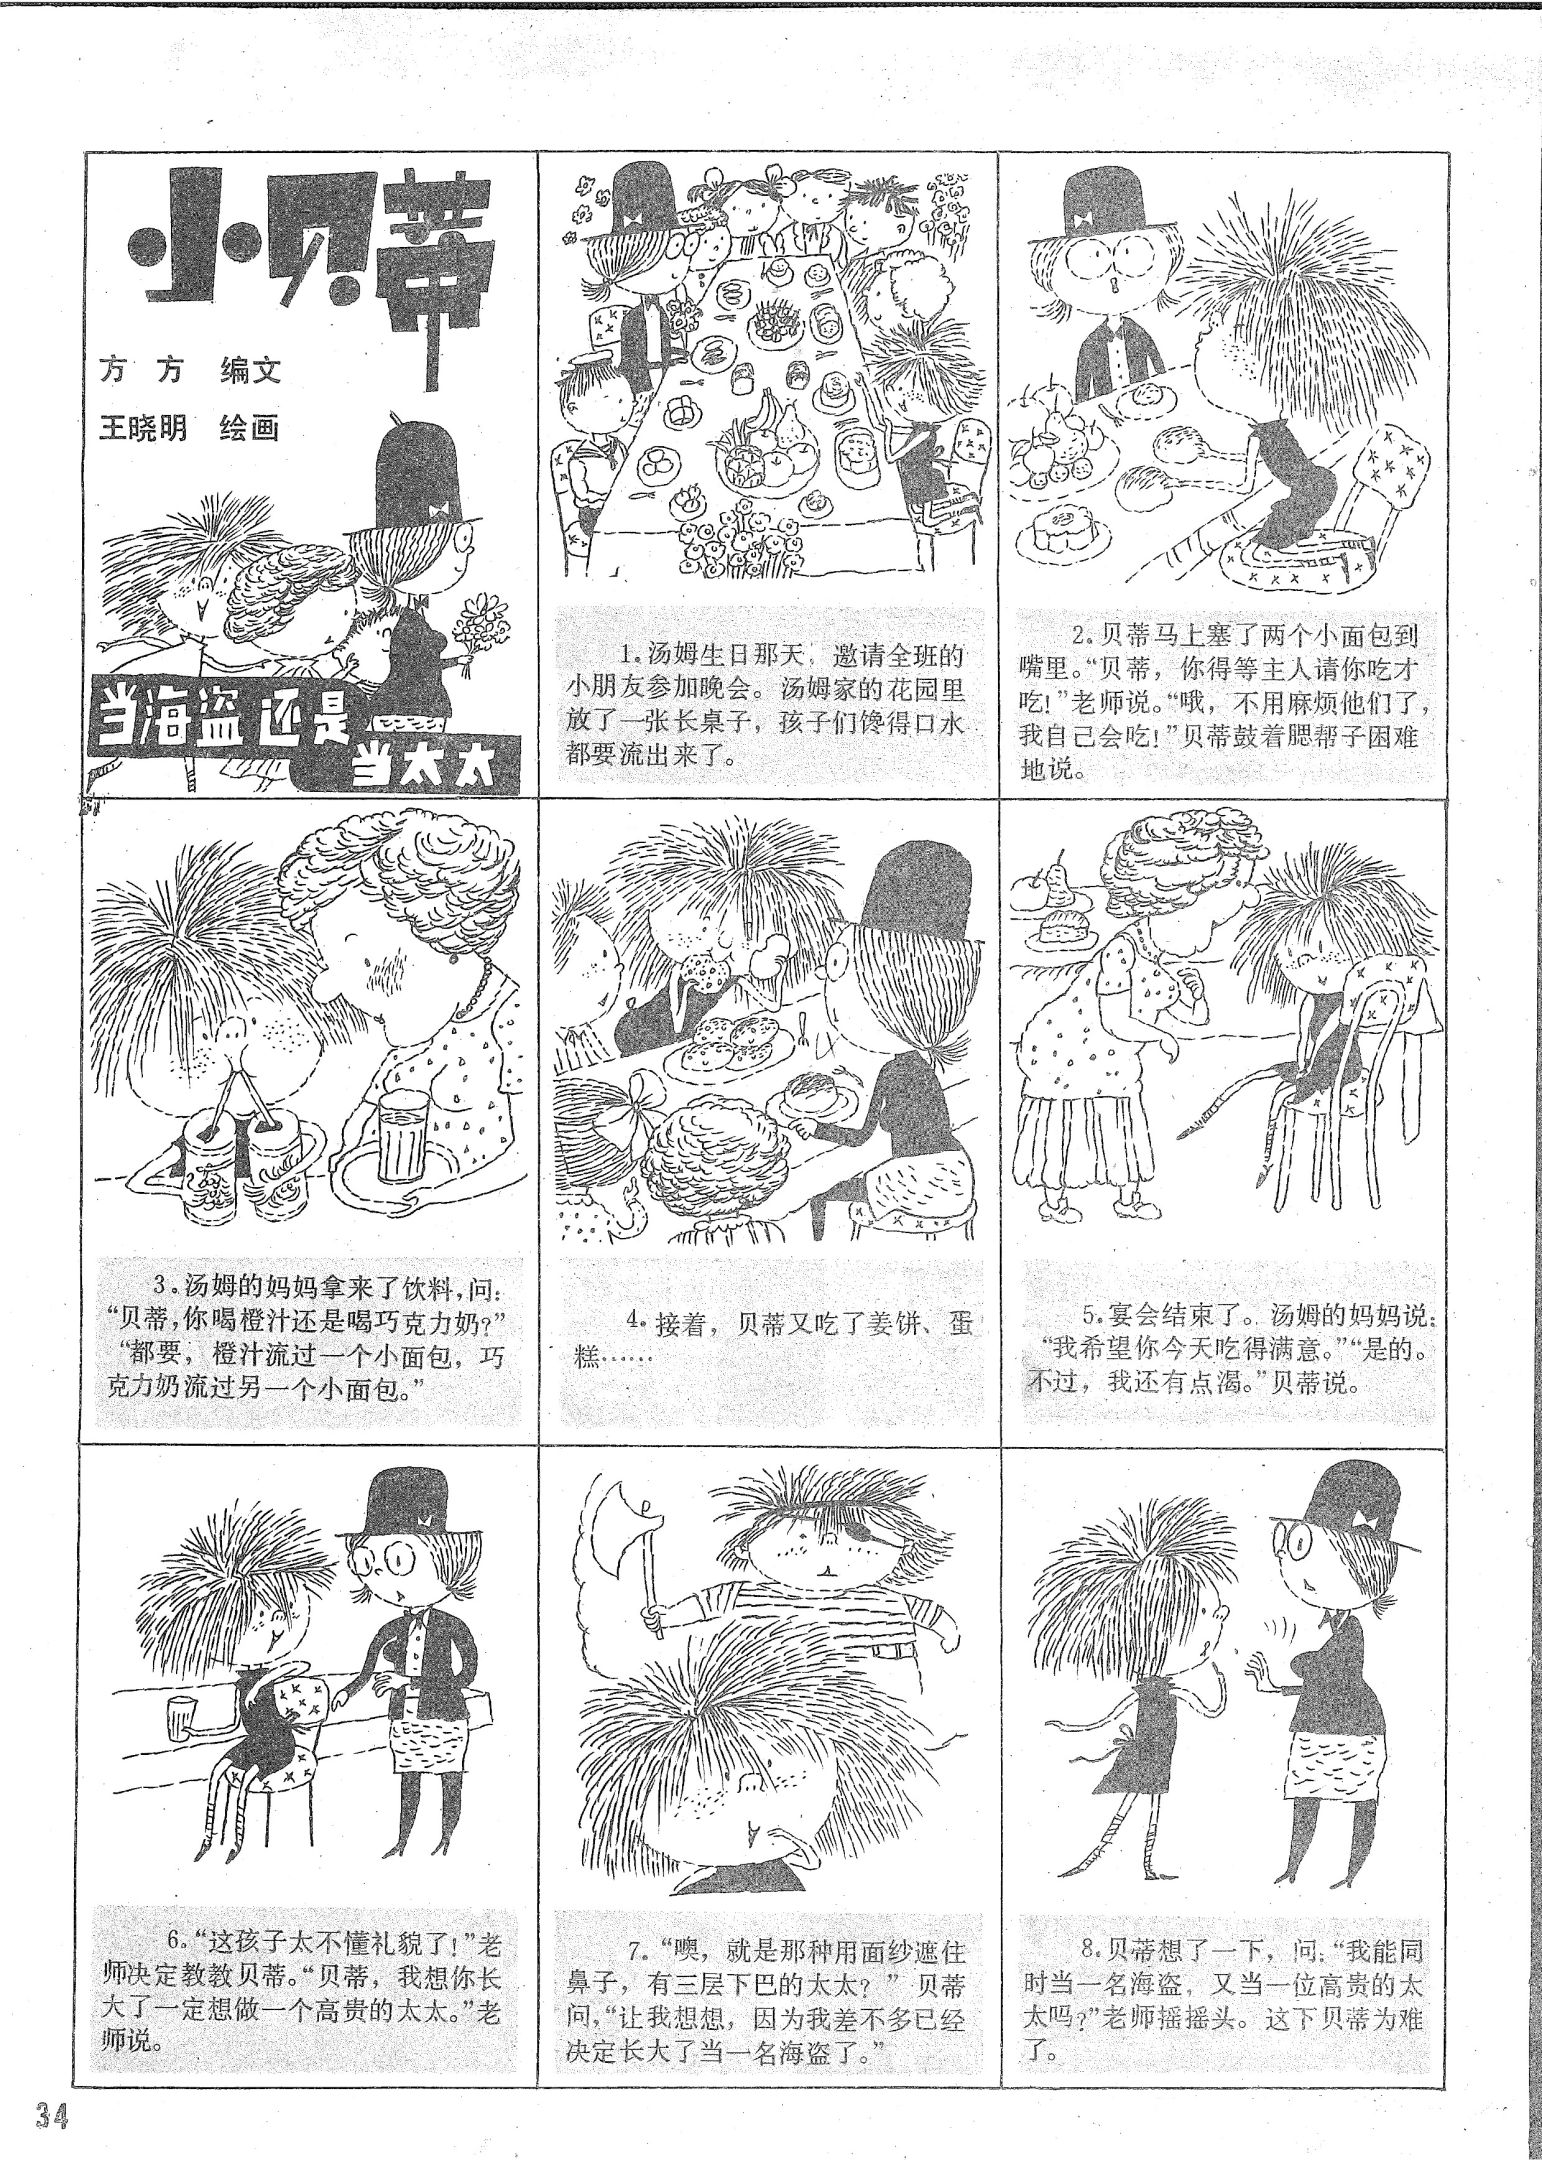 小贝蒂
方方 编文
王晓明 绘画
当海盗还是
当太太
1.汤姆生日那天，邀请全班的
小朋友参加晚会。汤姆家的花园里
放了一张长桌子，孩子们馋得口水
都要流出来了。
2.贝蒂马上塞了两个小面包到
嘴里。“贝蒂，你得等主人请你吃才
吃！”老师说。“哦，不用麻烦他们了，
我自己会吃！”贝蒂鼓着腮帮子困难
地说。
3.汤姆的妈妈拿来了饮料，问：
“贝蒂，你喝橙汁还是喝巧克力奶？”
“都要，橙汁流过一个小面包，巧
克力奶流过另一个小面包。”
4.接着，贝蒂又吃了姜饼、蛋
糕……
5.宴会结束了。汤姆的妈妈说：
“我希望你今天吃得满意。”“是的。
不过，我还有点渴。”贝蒂说。
6.“这孩子太不懂礼貌了！”老
师决定教教贝蒂。“贝蒂，我想你长
大了一定想做一个高贵的太太。”老
师说。
7.“噢，就是那种用面纱遮住
鼻子，有三层下巴的太太？” 贝蒂
问，“让我想想，因为我差不多已经
决定长大了当一名海盗了。”
8.贝蒂想了一下，问：“我能同
时当一名海盗，又当一位高贵的太
太吗？”老师摇摇头。这下贝蒂为难
了。
34